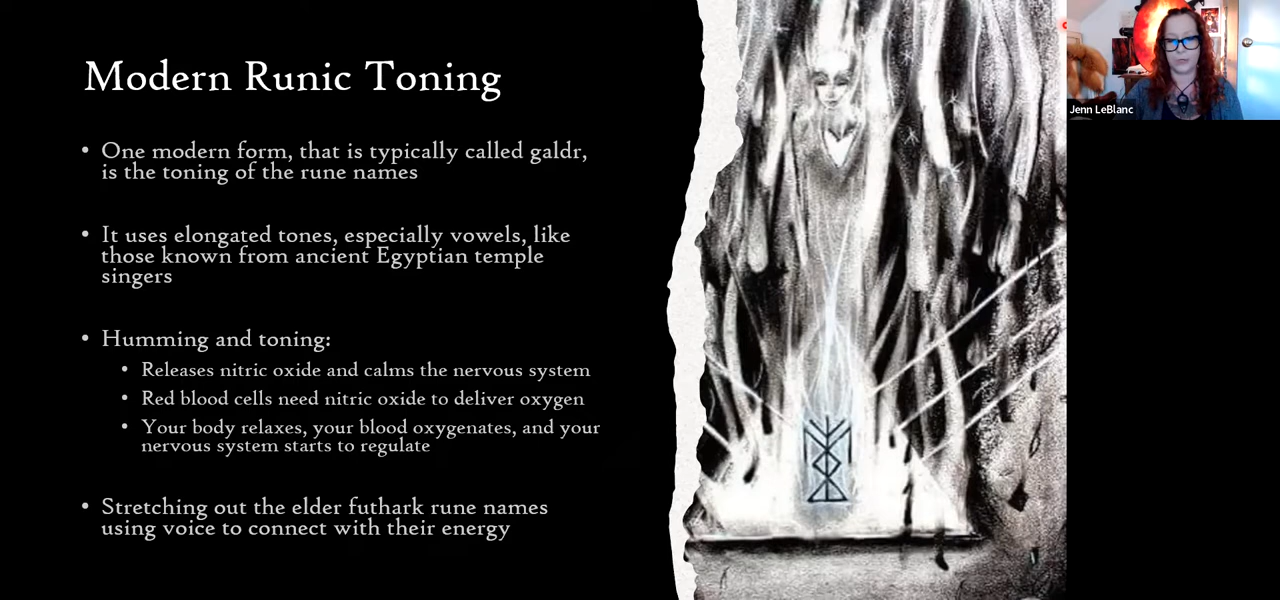 Modern Runic Toning
• One modern form, that is typically called galdr,
is the toning of the rune names
• It uses elongated tones, especially vowels, like
those known from ancient Egyptian temple
singers
• Humming and toning:
• Releases nitric oxide and calms the nervous system
• Red blood cells need nitric oxide to deliver oxygen
• Your body relaxes, your blood oxygenates, and your
nervous system starts to regulate
• Stretching out the elder futhark rune names
using voice to connect with their energy
Jenn LeBlanc